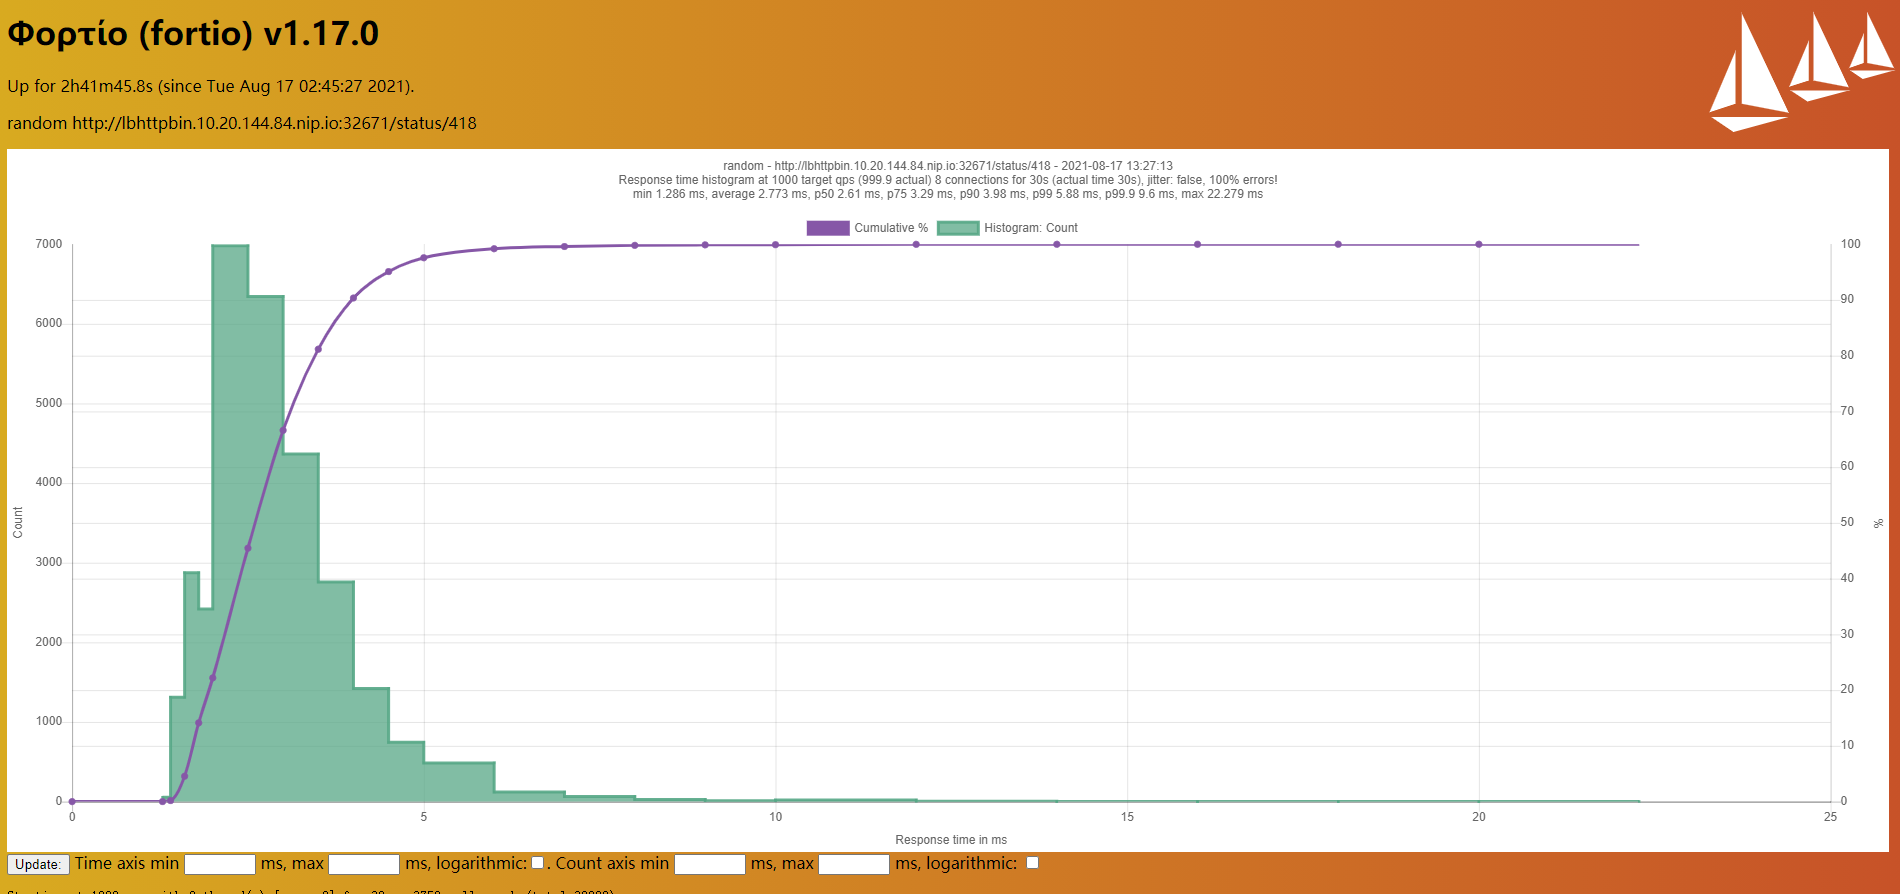 Φορτίο (fortio) v1.17.0
Up for 2h41m45.8s (since Tue Aug 17 02:45:27 2021).
random http://lbhttpbin.10.20.144.84.nip.io:32671/status/418
random - http://lbhttpbin.10.20.144.84.nip.io:32671/status/418 - 2021-08-17 13:27:13
Response time histogram at 1000 target qps (999.9 actual) 8 connections for 30s (actual time 30s), jitter: false, 100% errors!
min 1.286 ms, average 2.773 ms, p50 2.61 ms, p75 3.29 ms, p90 3.98 ms, p99 5.88 ms, p99.9 9.6 ms, max 22.279 ms
Cumulative % Histogram: Count
7000
6000
5000
4000
3000
2000
1000
0
Count
100
90
80
70
60
50
40
30
20
10
0
%
0 5 10 15 20 25
Response time in ms
Update: Time axis min ms, max ms, logarithmic: . Count axis min ms, max ms, logarithmic: